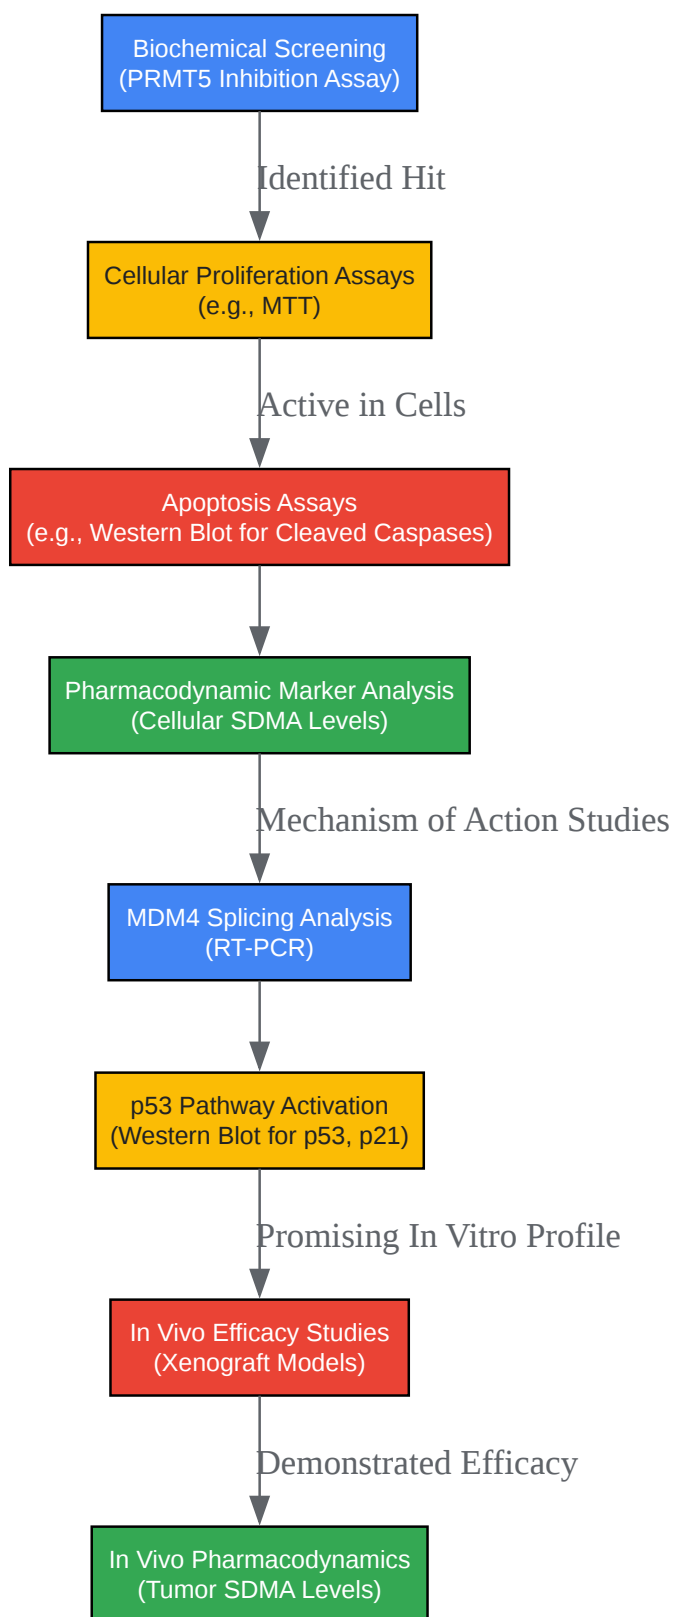 Biochemical Screening
(PRMT5 Inhibition Assay)
Identified Hit
Cellular Proliferation Assays
(e.g., MTT)
Active in Cells
Apoptosis Assays
(e.g., Western Blot for Cleaved Caspases)
Pharmacodynamic Marker Analysis
(Cellular SDMA Levels)
Mechanism of Action Studies
MDM4 Splicing Analysis
(RT-PCR)
p53 Pathway Activation
(Western Blot for p53, p21)
Promising In Vitro Profile
In Vivo Efficacy Studies
(Xenograft Models)
Demonstrated Efficacy
In Vivo Pharmacodynamics
(Tumor SDMA Levels)